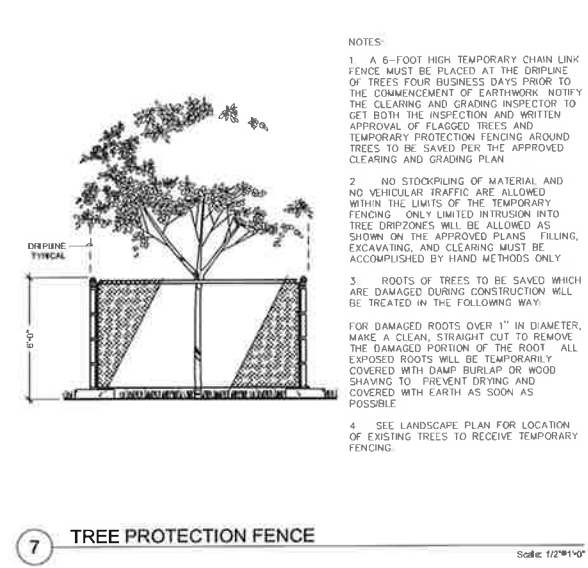 NOTES:
1 A 6-FOOT HIGH TEMPORARY CHAIN LINK
FENCE MUST BE PLACED AT THE DRIPLINE
OF TREES FOUR BUSINESS DAYS PRIOR TO
THE COMMENCEMENT OF EARTHWORK NOTIFY
THE CLEARING AND GRADING INSPECTOR TO
GET BOTH THE INSPECTION AND WRITTEN
APPROVAL OF FLAGGED TREES AND
TEMPORARY PROTECTION FENCING AROUND
TREES TO BE SAVED PER THE APPROVED
CLEARING AND GRADING PLAN
2 NO STOCKPILING OF MATERIAL AND
NO VEHICULAR TRAFFIC ARE ALLOWED
WITHIN THE LIMITS OF THE TEMPORARY
FENCING ONLY LIMITED INTRUSION INTO
TREE DRIPZONES WILL BE ALLOWED AS
SHOWN ON THE APPROVED PLANS FILLING,
EXCAVATING, AND CLEARING MUST BE
ACCOMPLISHED BY HAND METHODS ONLY
3 ROOTS OF TREES TO BE SAVED WHICH
ARE DAMAGED DURING CONSTRUCTION WILL
BE TREATED IN THE FOLLOWING WAY:
FOR DAMAGED ROOTS OVER 1" IN DIAMETER,
MAKE A CLEAN, STRAIGHT CUT TO REMOVE
THE DAMAGED PORTION OF THE ROOT ALL
EXPOSED ROOTS WILL BE TEMPORARILY
COVERED WITH DAMP BURLAP OR WOOD
SHAVING TO PREVENT DRYING AND
COVERED WITH EARTH AS SOON AS
POSSIBLE
4 SEE LANDSCAPE PLAN FOR LOCATION
OF EXISTING TREES TO RECEIVE TEMPORARY
FENCING.
DRIPLINE
TYPICAL
6'-0"
7
TREE PROTECTION FENCE
Scale: 1/2"=1'-0"